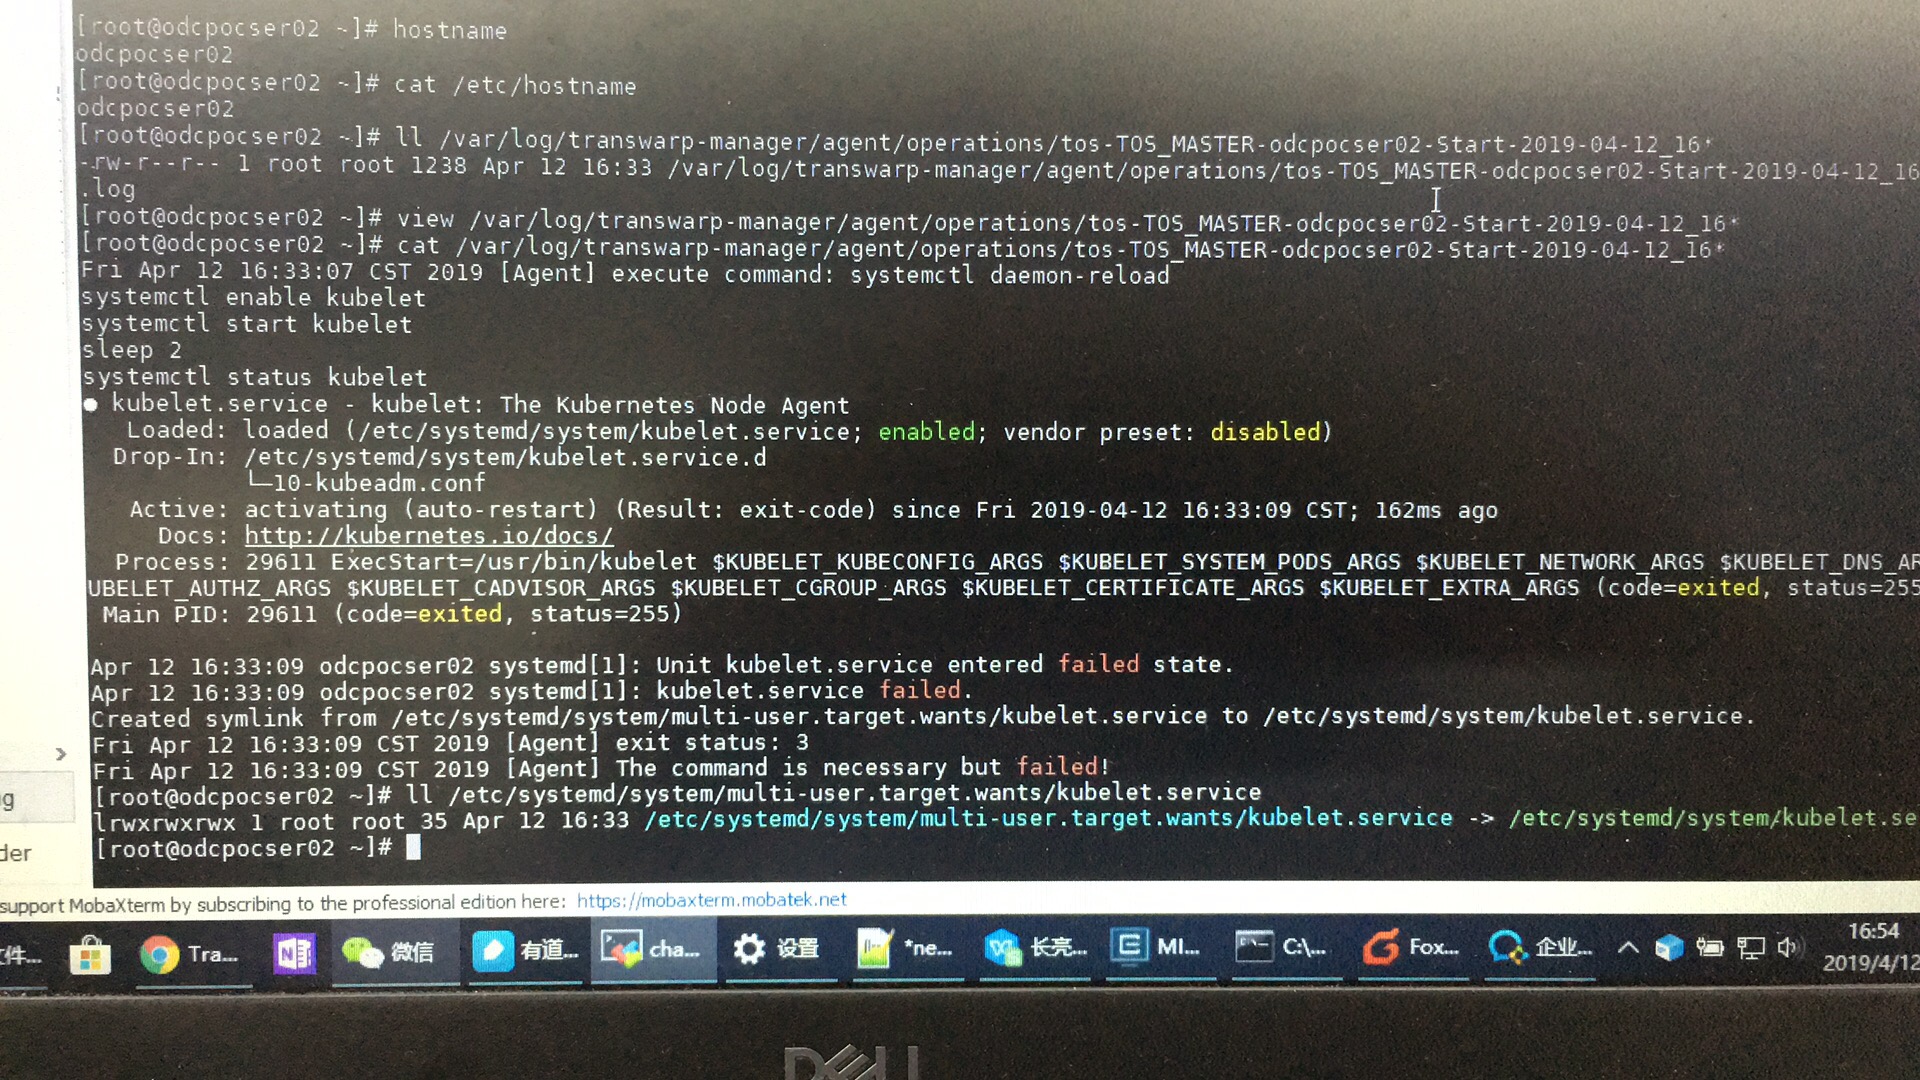 [root@odcpocser02 ~]# hostname
odcpocser02
[root@odcpocser02 ~]# cat /etc/hostname
odcpocser02
[root@odcpocser02 ~]# ll /var/log/transwarp-manager/agent/operations/tos-TOS_MASTER-odcpocser02-Start-2019-04-12_16*
-rw-r--r-- 1 root root 1238 Apr 12 16:33 /var/log/transwarp-manager/agent/operations/tos-TOS_MASTER-odcpocser02-Start-2019-04-12_16
.log
[root@odcpocser02 ~]# view /var/log/transwarp-manager/agent/operations/tos-TOS_MASTER-odcpocser02-Start-2019-04-12_16*
[root@odcpocser02 ~]# cat /var/log/transwarp-manager/agent/operations/tos-TOS_MASTER-odcpocser02-Start-2019-04-12_16*
Fri Apr 12 16:33:07 CST 2019 [Agent] execute command: systemctl daemon-reload
systemctl enable kubelet
systemctl start kubelet
sleep 2
systemctl status kubelet
● kubelet.service - kubelet: The Kubernetes Node Agent
Loaded: loaded (/etc/systemd/system/kubelet.service; enabled; vendor preset: disabled)
Drop-In: /etc/systemd/system/kubelet.service.d
└─10-kubeadm.conf
Active: activating (auto-restart) (Result: exit-code) since Fri 2019-04-12 16:33:09 CST; 162ms ago
Docs: http://kubernetes.io/docs/
Process: 29611 ExecStart=/usr/bin/kubelet $KUBELET_KUBECONFIG_ARGS $KUBELET_SYSTEM_PODS_ARGS $KUBELET_NETWORK_ARGS $KUBELET_DNS_AR
UBELET_AUTHZ_ARGS $KUBELET_CADVISOR_ARGS $KUBELET_CGROUP_ARGS $KUBELET_CERTIFICATE_ARGS $KUBELET_EXTRA_ARGS (code=exited, status=255
Main PID: 29611 (code=exited, status=255)
Apr 12 16:33:09 odcpocser02 systemd[1]: Unit kubelet.service entered failed state.
Apr 12 16:33:09 odcpocser02 systemd[1]: kubelet.service failed.
Created symlink from /etc/systemd/system/multi-user.target.wants/kubelet.service to /etc/systemd/system/kubelet.service.
Fri Apr 12 16:33:09 CST 2019 [Agent] exit status: 3
Fri Apr 12 16:33:09 CST 2019 [Agent] The command is necessary but failed!
[root@odcpocser02 ~]# ll /etc/systemd/system/multi-user.target.wants/kubelet.service
lrwxrwxrwx 1 root root 35 Apr 12 16:33 /etc/systemd/system/multi-user.target.wants/kubelet.service -> /etc/systemd/system/kubelet.se
[root@odcpocser02 ~]#
g
der
support MobaXterm by subscribing to the professional edition here: https://mobaxterm.mobatek.net
文件... Tra... 微信 有道... cha... 设置 *ne... 长亮... MI... C:\... Fox... 企业... 16:54
2019/4/12
DELL